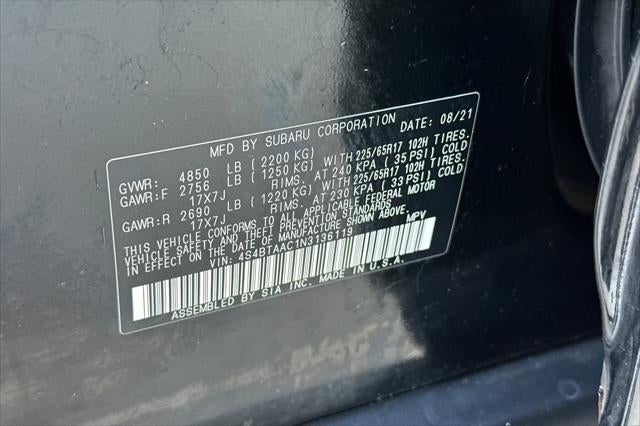 MFD BY SUBARU CORPORATION DATE: 08/21
GVWR: 4850 LB (2200 KG)
GAWR:F 2756 LB (1250 KG) WITH 225/65R17 102H TIRES.
17X7J RIMS. AT 240 KPA (35 PSI) COLD
GAWR:R 2690 LB (1220 KG) WITH 225/65R17 102H TIRES.
17X7J RIMS. AT 230 KPA (33 PSI) COLD
THIS VEHICLE CONFORMS TO ALL APPLICABLE FEDERAL MOTOR
VEHICLE SAFETY AND THEFT PREVENTION STANDARDS
IN EFFECT ON THE DATE OF MANUFACTURE SHOWN ABOVE.
VIN: 4S4BTAAC1N3136119 MPV
ASSEMBLED BY SIA INC. MADE IN U.S.A.